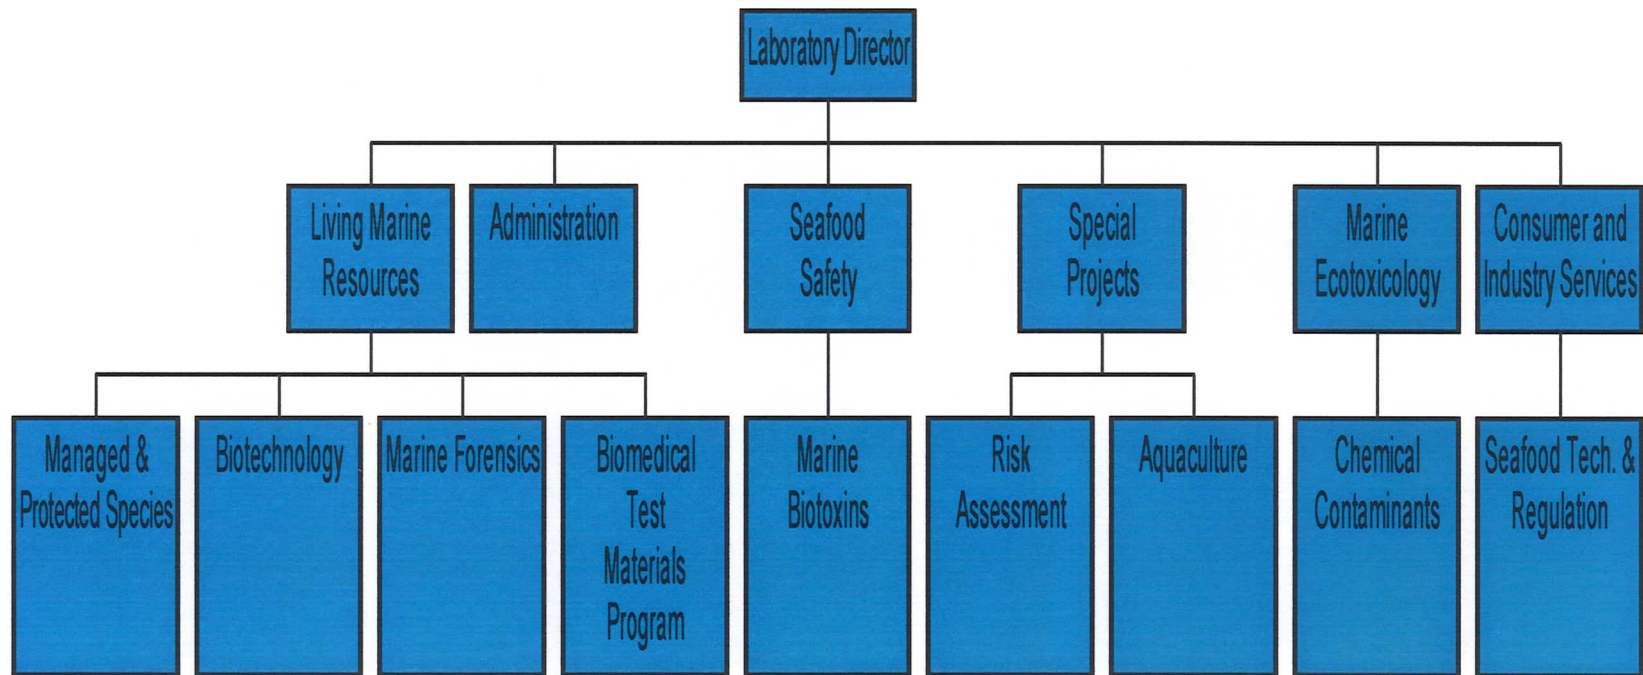 Laboratory Director
Living Marine
Resources
Administration
Seafood
Safety
Special
Projects
Marine
Ecotoxicology
Consumer and
Industry Services
Managed &
Protected Species
Biotechnology
Marine Forensics
Biomedical
Test
Materials
Program
Marine
Biotoxins
Risk
Assessment
Aquaculture
Chemical
Contaminants
Seafood Tech. &
Regulation